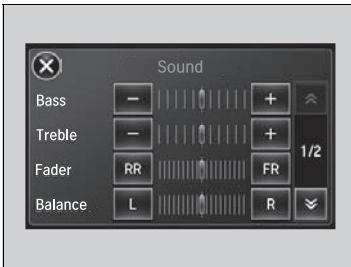 Sound
Bass − +
Treble − +
1/2
Fader RR FR
Balance L R